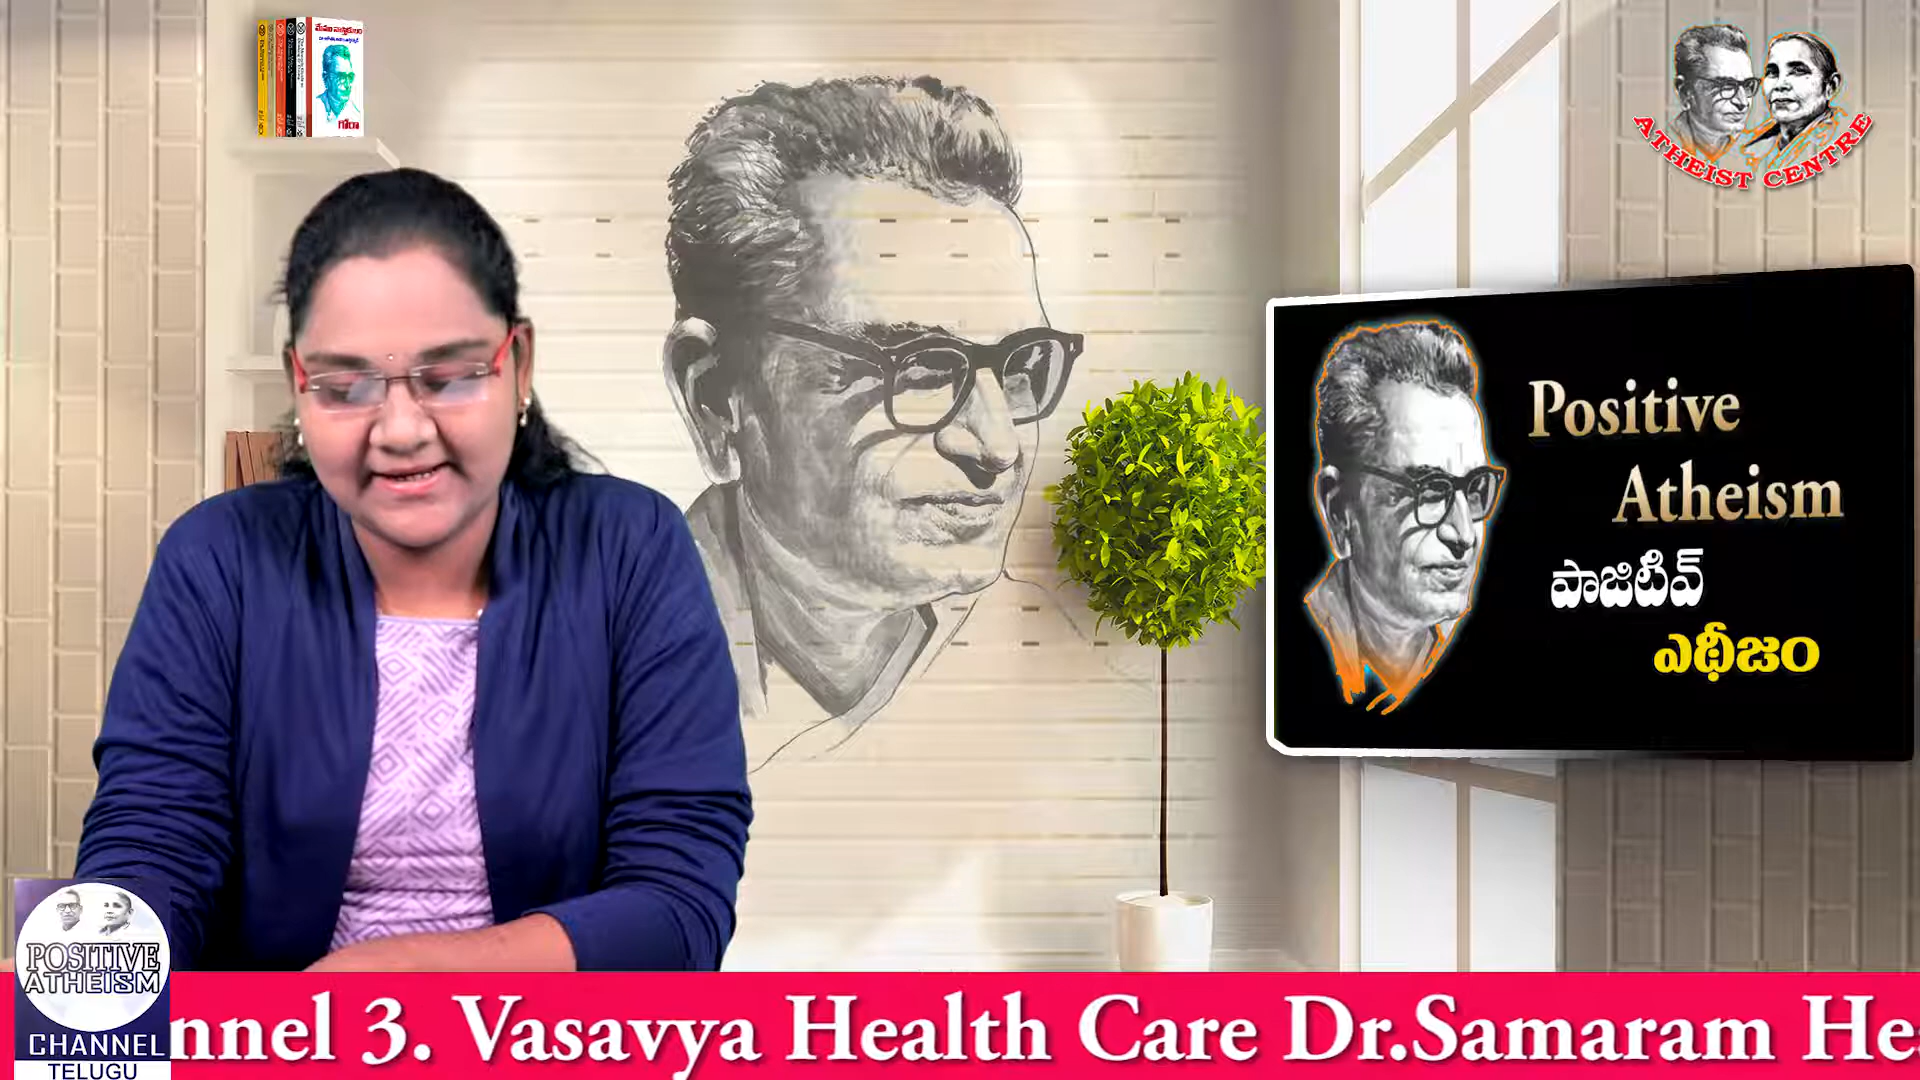 మేము నాస్తికులం
గోరా
ATHEIST CENTRE
Positive
Atheism
పాజిటివ్
ఎథీజం
POSITIVE
ATHEISM
CHANNEL
TELUGU
nnel 3. Vasavya Health Care Dr.Samaram He